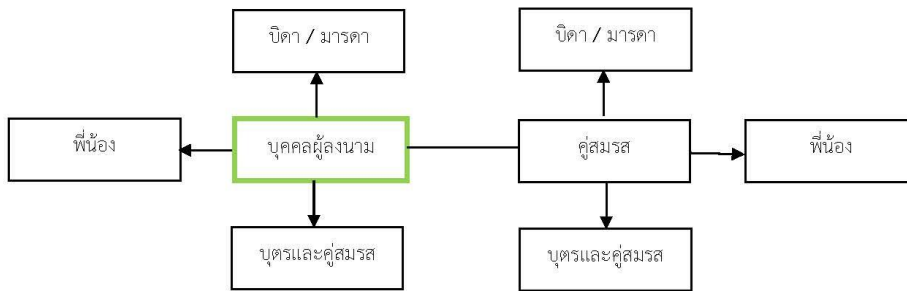 บิดา / มารดา
บิดา / มารดา
พี่น้อง
บุคคลผู้ลงนาม
คู่สมรส
พี่น้อง
บุตรและคู่สมรส
บุตรและคู่สมรส